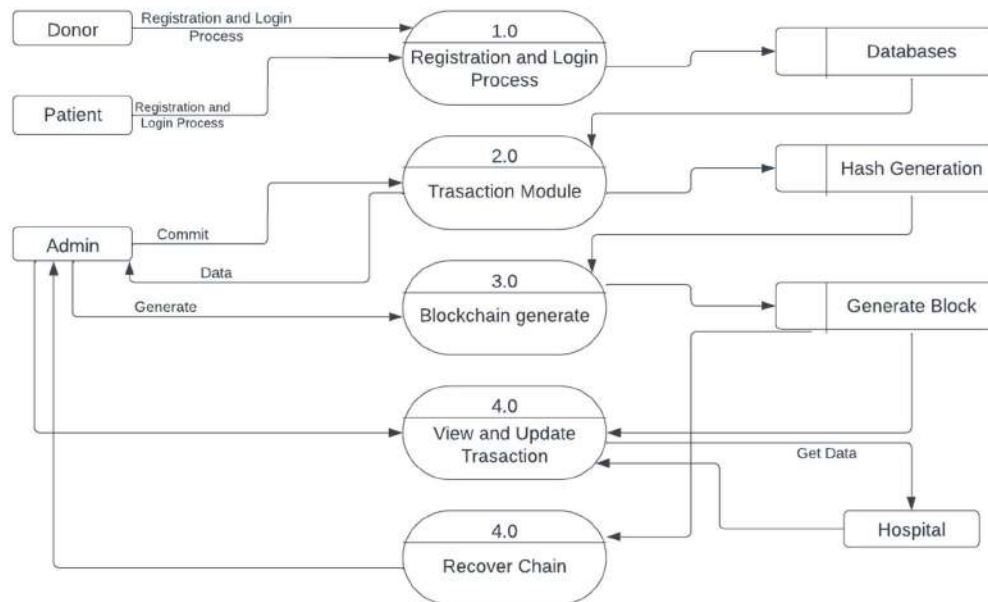 Donor
Registration and Login
Process
1.0
Registration and Login
Process
Databases
Patient
Registration and
Login Process
2.0
Trasaction Module
Hash Generation
Admin
Commit
Data
Generate
3.0
Blockchain generate
Generate Block
4.0
View and Update
Trasaction
Get Data
Hospital
4.0
Recover Chain